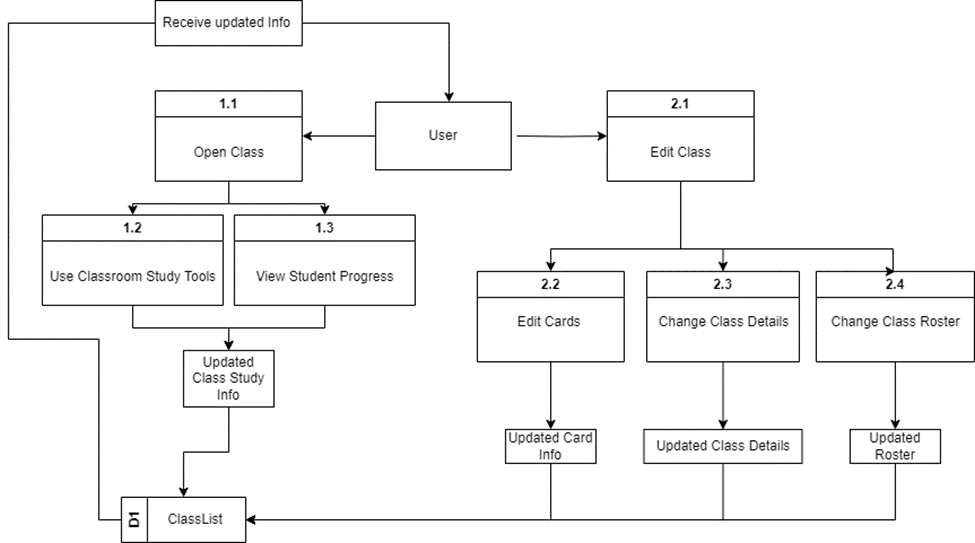 Receive updated Info
1.1
Open Class
User
2.1
Edit Class
1.2
Use Classroom Study Tools
1.3
View Student Progress
2.2
Edit Cards
2.3
Change Class Details
2.4
Change Class Roster
Updated
Class Study
Info
Updated Card
Info
Updated Class Details
Updated
Roster
D1
ClassList